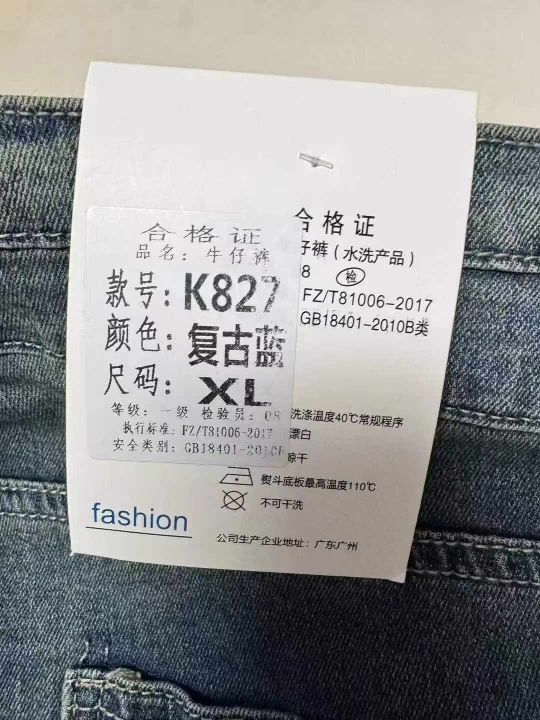 合格证
品名：牛仔裤
款号：K827
颜色：复古蓝
尺码：XL
等级：一级 检验员：08
执行标准：FZ/T81006-2017
安全类别：GB18401-2010B
合格证
仔裤（水洗产品）
8 检
FZ/T81006-2017
GB18401-2010B类
洗涤温度40℃常规程序
漂白
晾干
熨斗底板最高温度110℃
不可干洗
fashion
公司生产企业地址：广东广州